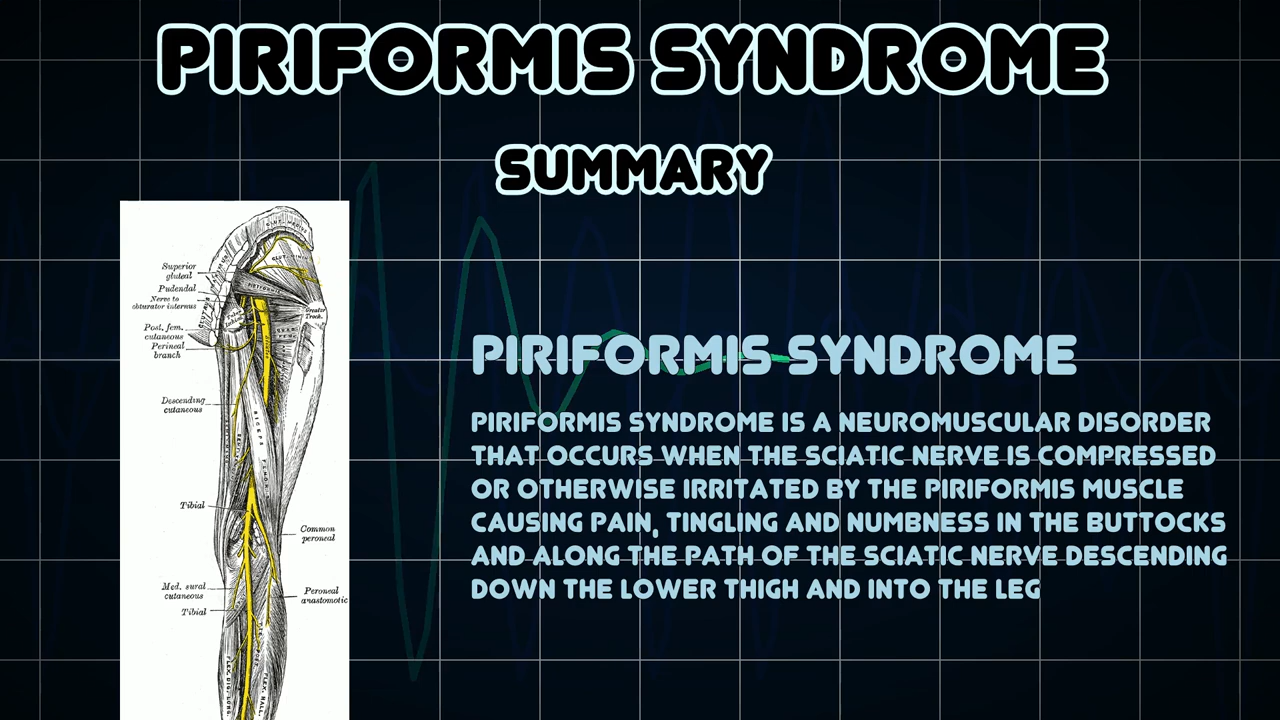 PIRIFORMIS SYNDROME
SUMMARY
Superior
gluteal
Pudendal
Nerve to
obturator internus
Post. fem.
cutaneous
Perineal
branch
Descending
cutaneous
Tibial
Med. sural
cutaneous
Tibial
Greater
Troch.
Common
peroneal
Peroneal
anastomotic
PIRIFORMIS SYNDROME
PIRIFORMIS SYNDROME IS A NEUROMUSCULAR DISORDER
THAT OCCURS WHEN THE SCIATIC NERVE IS COMPRESSED
OR OTHERWISE IRRITATED BY THE PIRIFORMIS MUSCLE
CAUSING PAIN, TINGLING AND NUMBNESS IN THE BUTTOCKS
AND ALONG THE PATH OF THE SCIATIC NERVE DESCENDING
DOWN THE LOWER THIGH AND INTO THE LEG